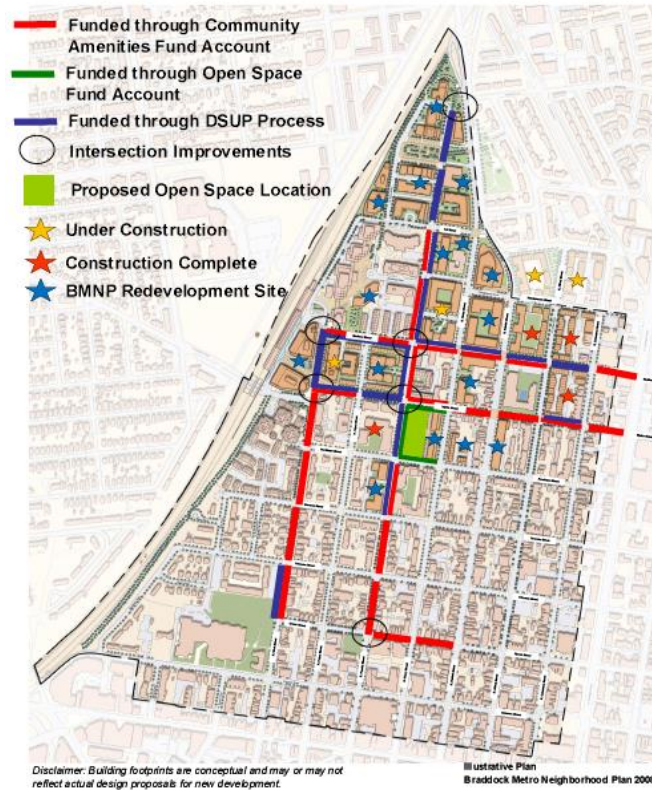 Funded through Community
Amenities Fund Account
Funded through Open Space
Fund Account
Funded through DSUP Process
Intersection Improvements
Proposed Open Space Location
Under Construction
Construction Complete
BMNP Redevelopment Site
Disclaimer: Building footprints are conceptual and may or may not
reflect actual design proposals for new development.
Illustrative Plan
Braddock Metro Neighborhood Plan 2008